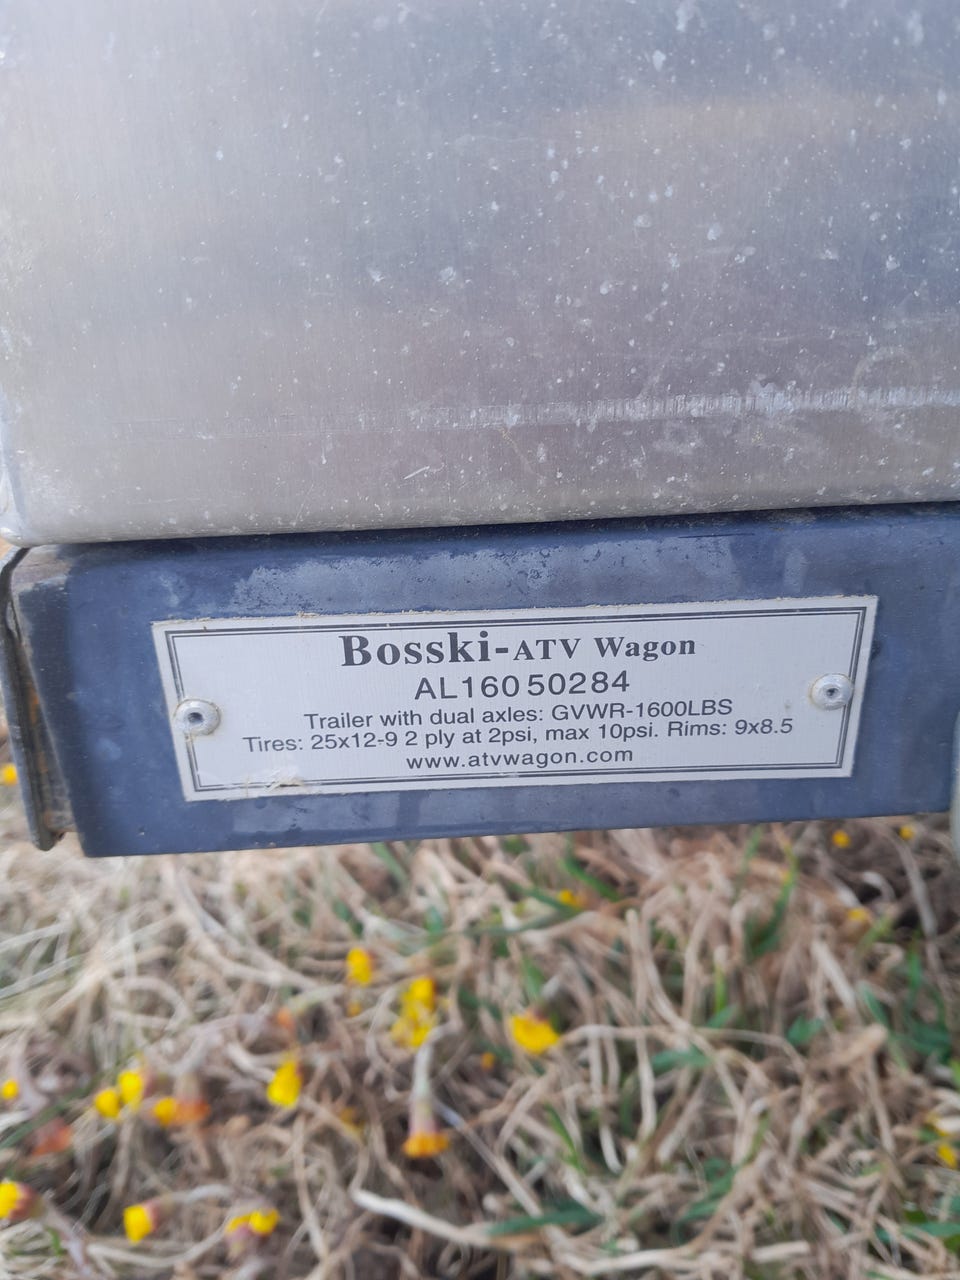 Bosski-ATV Wagon
AL160 50284
Trailer with dual axles: GVWR-1600LBS
Tires: 25x12-9 2 ply at 2psi, max 10psi. Rims: 9x8.5
www.atvwagon.com